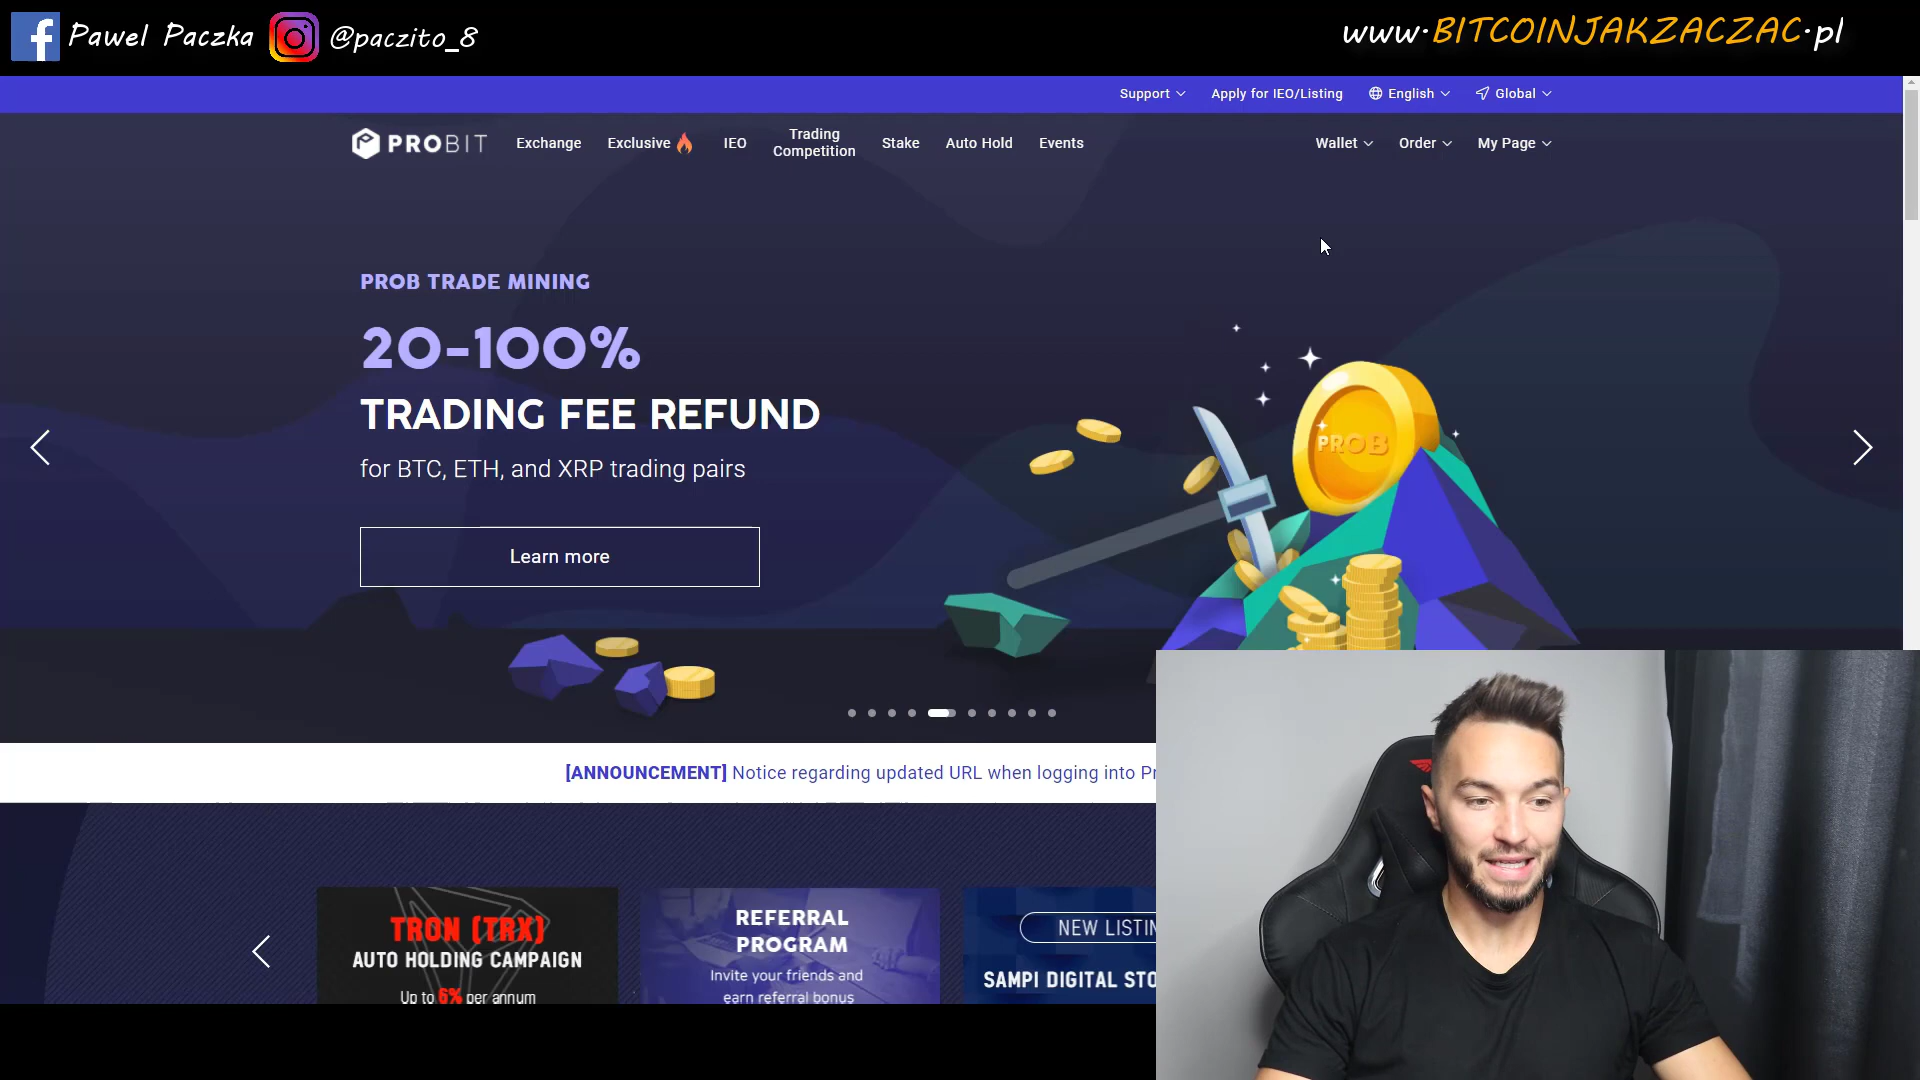 Pawel Paczka
@paczito_8
www.BITCOINJAKZACZAC.pl
Support
Apply for IEO/Listing
English
Global
PROBIT
Exchange
Exclusive
IEO
Trading
Competition
Stake
Auto Hold
Events
Wallet
Order
My Page
PROB TRADE MINING
20-100%
TRADING FEE REFUND
for BTC, ETH, and XRP trading pairs
Learn more
PROB
[ANNOUNCEMENT] Notice regarding updated URL when logging into
TRON (TRX)
AUTO HOLDING CAMPAIGN
Up to 6% per annum
REFERRAL
PROGRAM
Invite your friends and
earn referral bonus
NEW
SAMPI DIGITAL